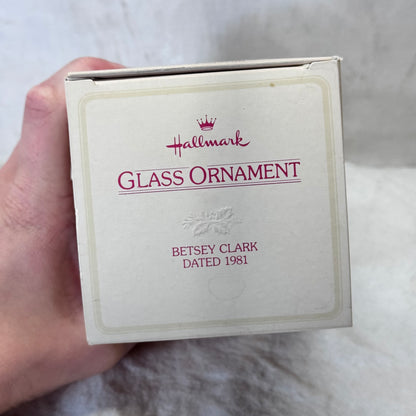 Hallmark
GLASS ORNAMENT
BETSEY CLARK
DATED 1981